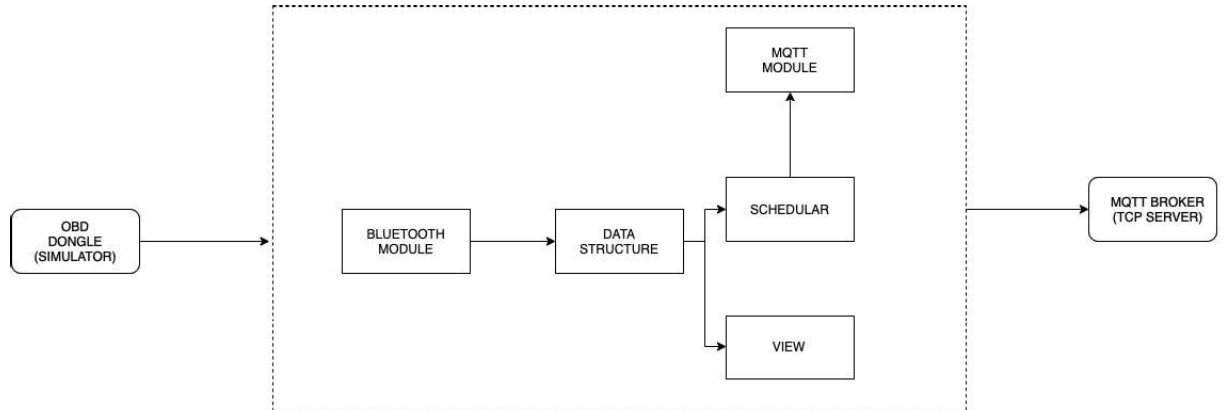 MQTT
MODULE
OBD
DONGLE
(SIMULATOR)
BLUETOOTH
MODULE
DATA
STRUCTURE
SCHEDULAR
MQTT BROKER
(TCP SERVER)
VIEW